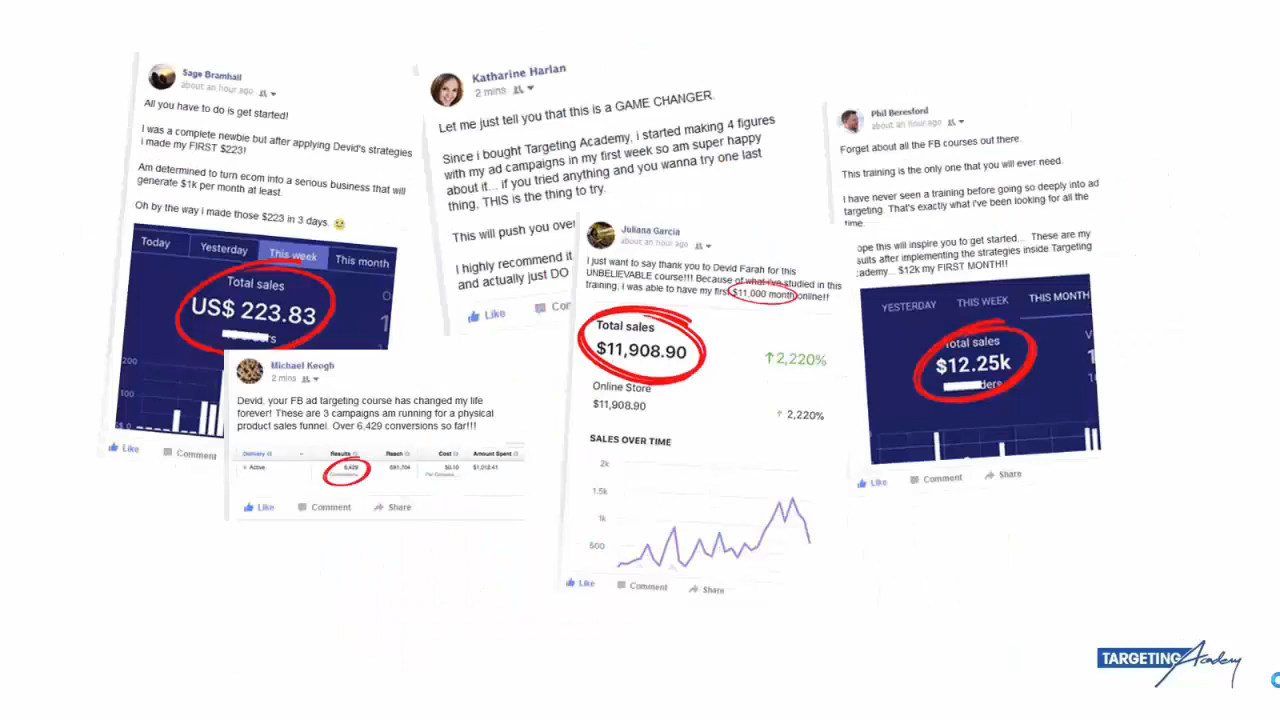 Sage Bramhall
about an hour ago
All you have to do is get started!
I was a complete newbie but after applying Devid's strategies
i made my FIRST $223!
Am determined to turn ecom into a serious business that will
generate $1k per month at least.
Oh by the way i made those $223 in 3 days.
Today Yesterday This week This month
Total sales
US$ 223.83
200
100
Like Comment
Katharine Harlan
2 mins
Let me just tell you that this is a GAME CHANGER.
Since i bought Targeting Academy, i started making 4 figures
with my ad campaigns in my first week so am super happy
about it... if you tried anything and you wanna try one last
thing, THIS is the thing to try.
This will push you over
I highly recommend it
and actually just DO
Like Co
Michael Keogh
2 mins
Devid, your FB ad targeting course has changed my life
forever! These are 3 campaigns am running for a physical
product sales funnel. Over 6,429 conversions so far!!!
Delivery Results Reach Cost Amount Spent
Active 6,429
Like Comment Share
Juliana Garcia
about an hour ago
I just want to say thank you to Devid Farah for this
UNBELIEVABLE course!!! Because of what i've studied in this
training, i was able to have my first $11,000 month online!!
Total sales
$11,908.90 ↑2,220%
Online Store
$11,908.90 ↑ 2,220%
SALES OVER TIME
2k
1.5k
1k
500
Like Comment Share
Phil Beresford
about an hour ago
Forget about all the FB courses out there.
This training is the only one that you will ever need.
I have never seen a training before going so deeply into ad
targeting. That's exactly what i've been looking for all the
time.
ope this will inspire you to get started... These are my
sults after implementing the strategies inside Targeting
cademy... $12k my FIRST MONTH!!!
YESTERDAY THIS WEEK THIS MONTH
Total sales
$12.25k
ders
Like Comment Share
TARGETING Academy